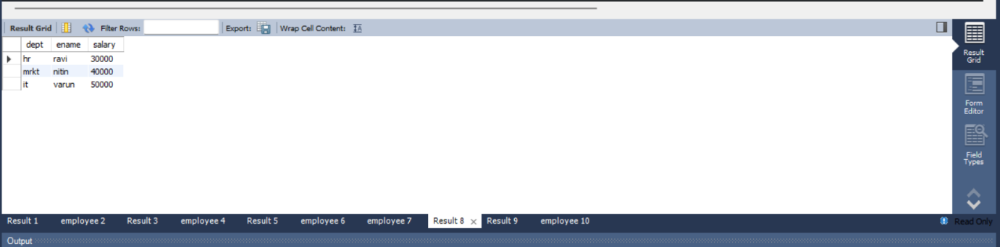 Result Grid Filter Rows: Export: Wrap Cell Content: IA
dept ename salary
hr ravi 30000
mrkt nitin 40000
it varun 50000
Result
Grid
Form
Editor
Field
Types
Result 1 employee 2 Result 3 employee 4 Result 5 employee 6 employee 7 Result 8 × Result 9 employee 10 Read Only
Output